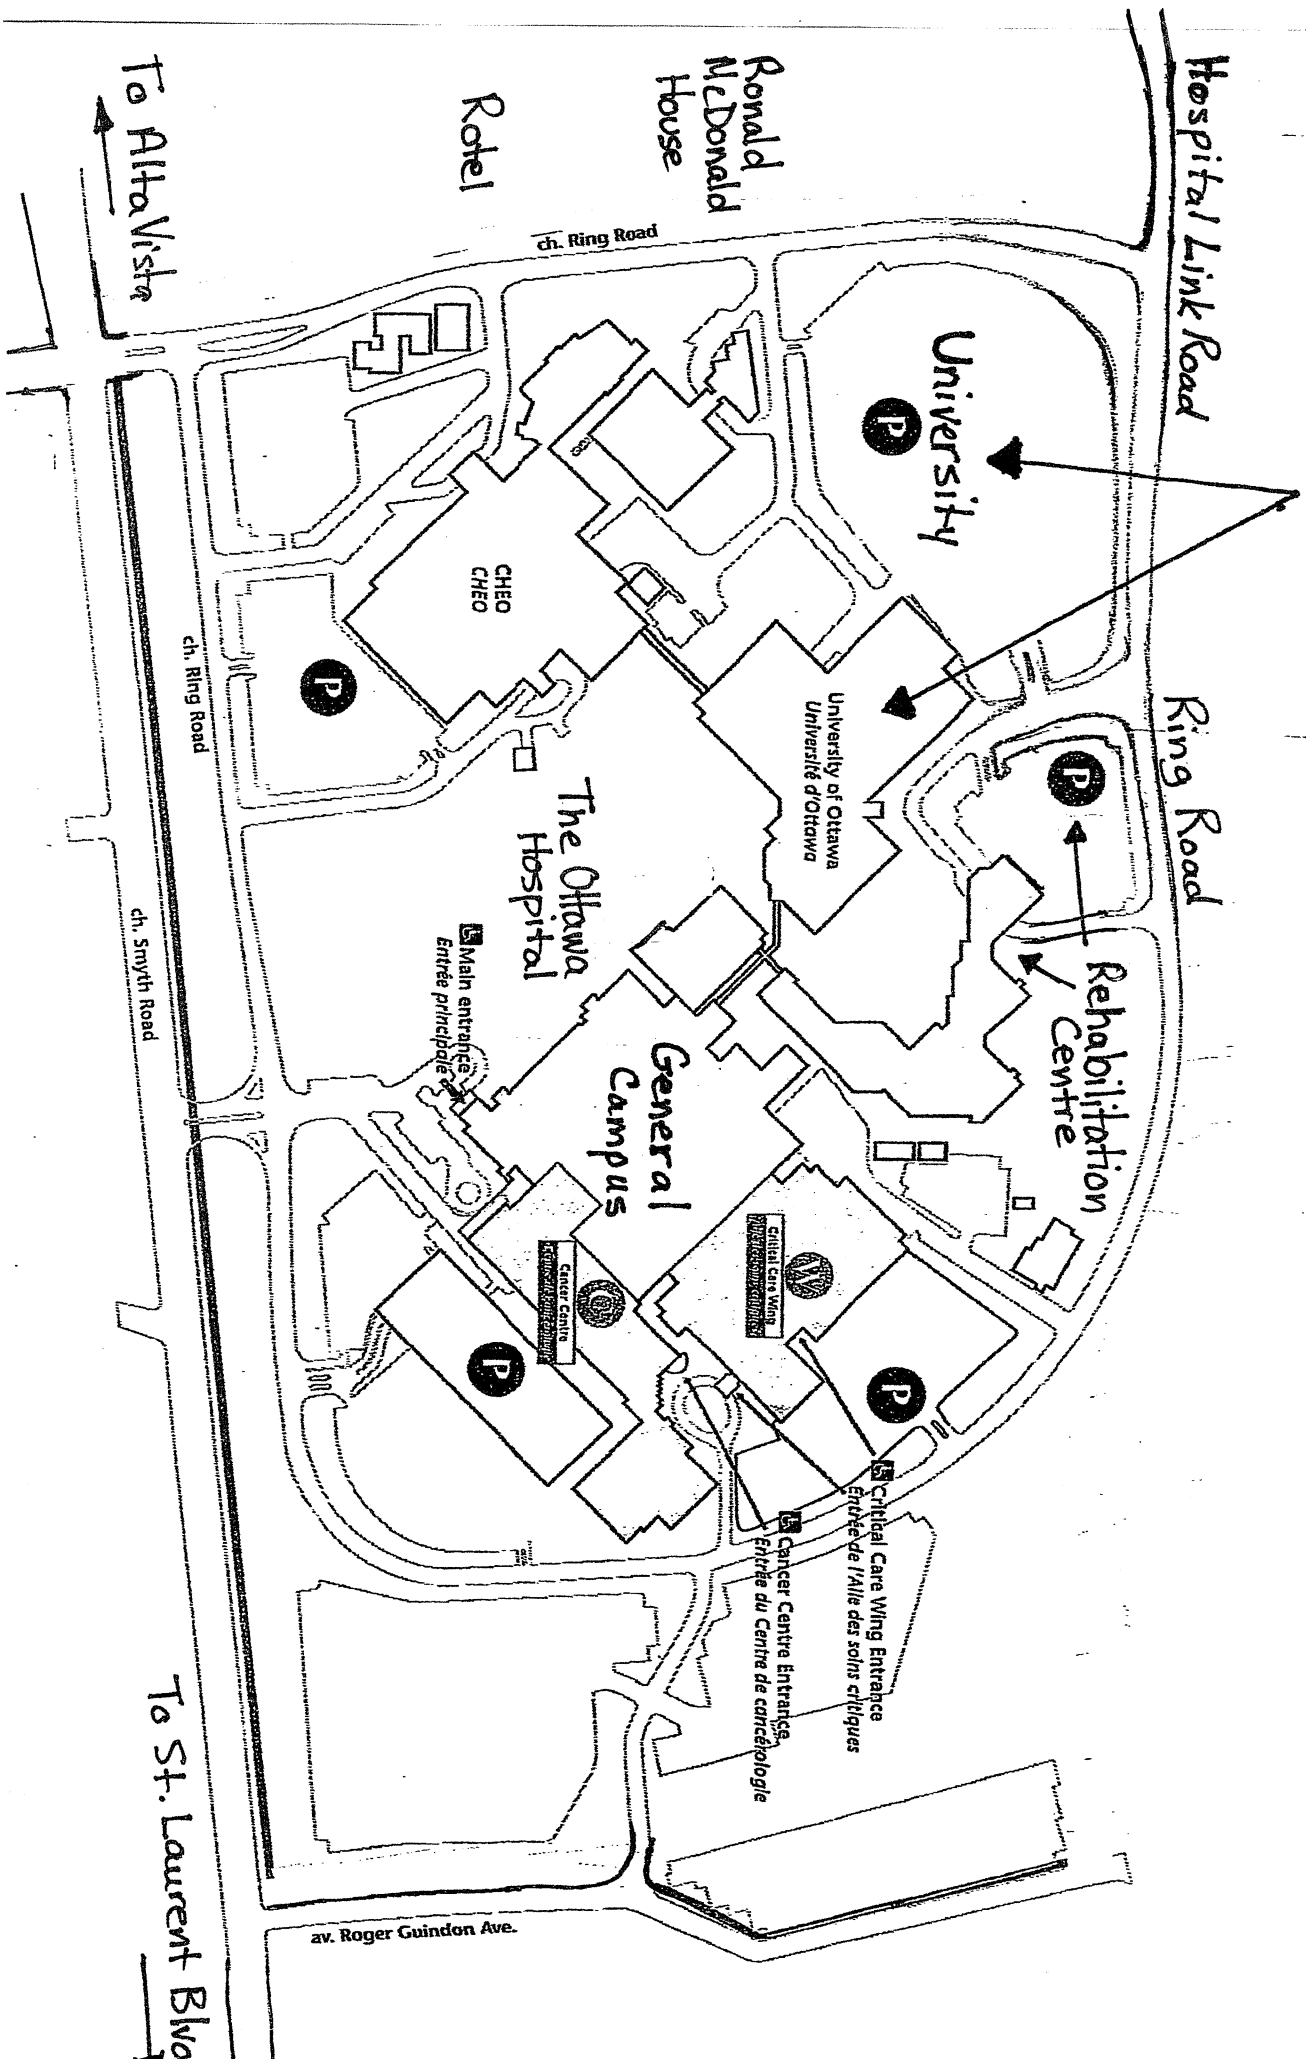 Hospital Link Road
Ring Road
Ronald
McDonald
House
Rotel
To Alta Vista
ch. Ring Road
University
P
University of Ottawa
Université d'Ottawa
P
Rehabilitation
Centre
CHEO
CHEO
P
ch. Ring Road
ch. Smyth Road
The Ottawa
Hospital
Main entrance
Entrée principale
General
Campus
W
Critical Care Wing
C
Cancer Centre
P
P
Critical Care Wing Entrance
Entrée de l'Aile des soins critiques
Cancer Centre Entrance
Entrée du Centre de cancérologie
av. Roger Guindon Ave.
To St. Laurent Blvd